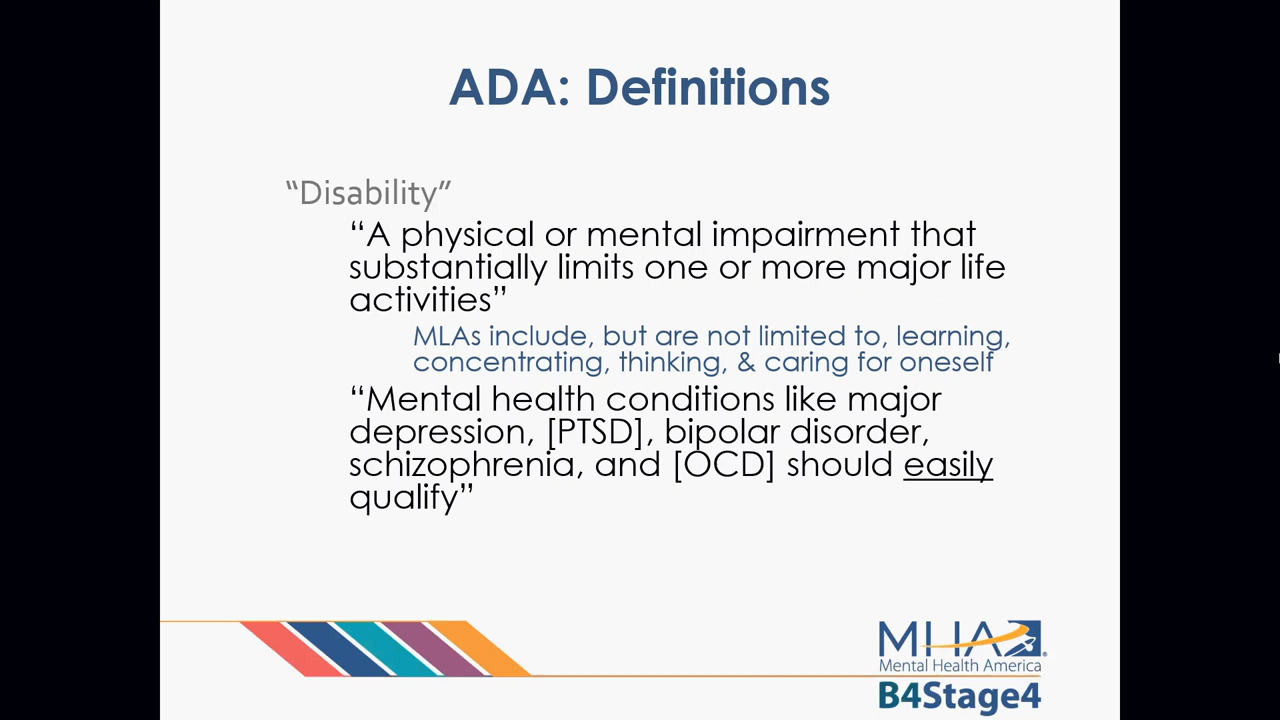 ADA: Definitions
“Disability”
“A physical or mental impairment that
substantially limits one or more major life
activities”
MLAs include, but are not limited to, learning,
concentrating, thinking, & caring for oneself
“Mental health conditions like major
depression, [PTSD], bipolar disorder,
schizophrenia, and [OCD] should easily
qualify”
MHA
Mental Health America
B4Stage4